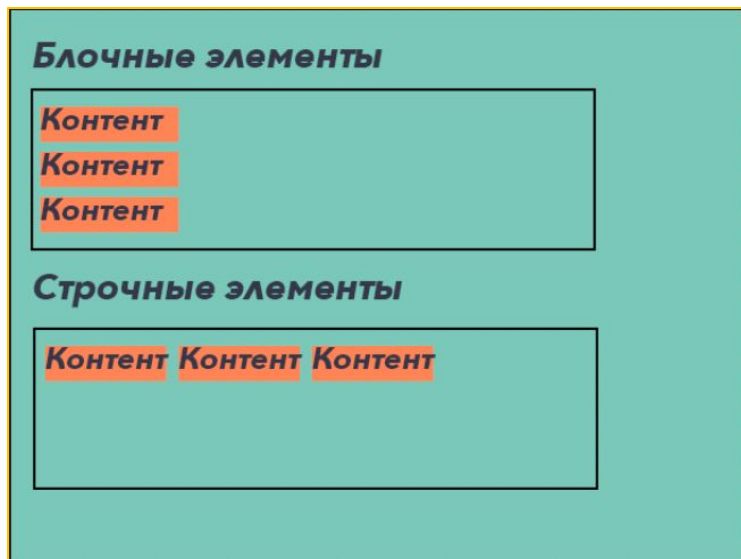 Блочные элементы
Контент
Контент
Контент
Строчные элементы
Контент Контент Контент